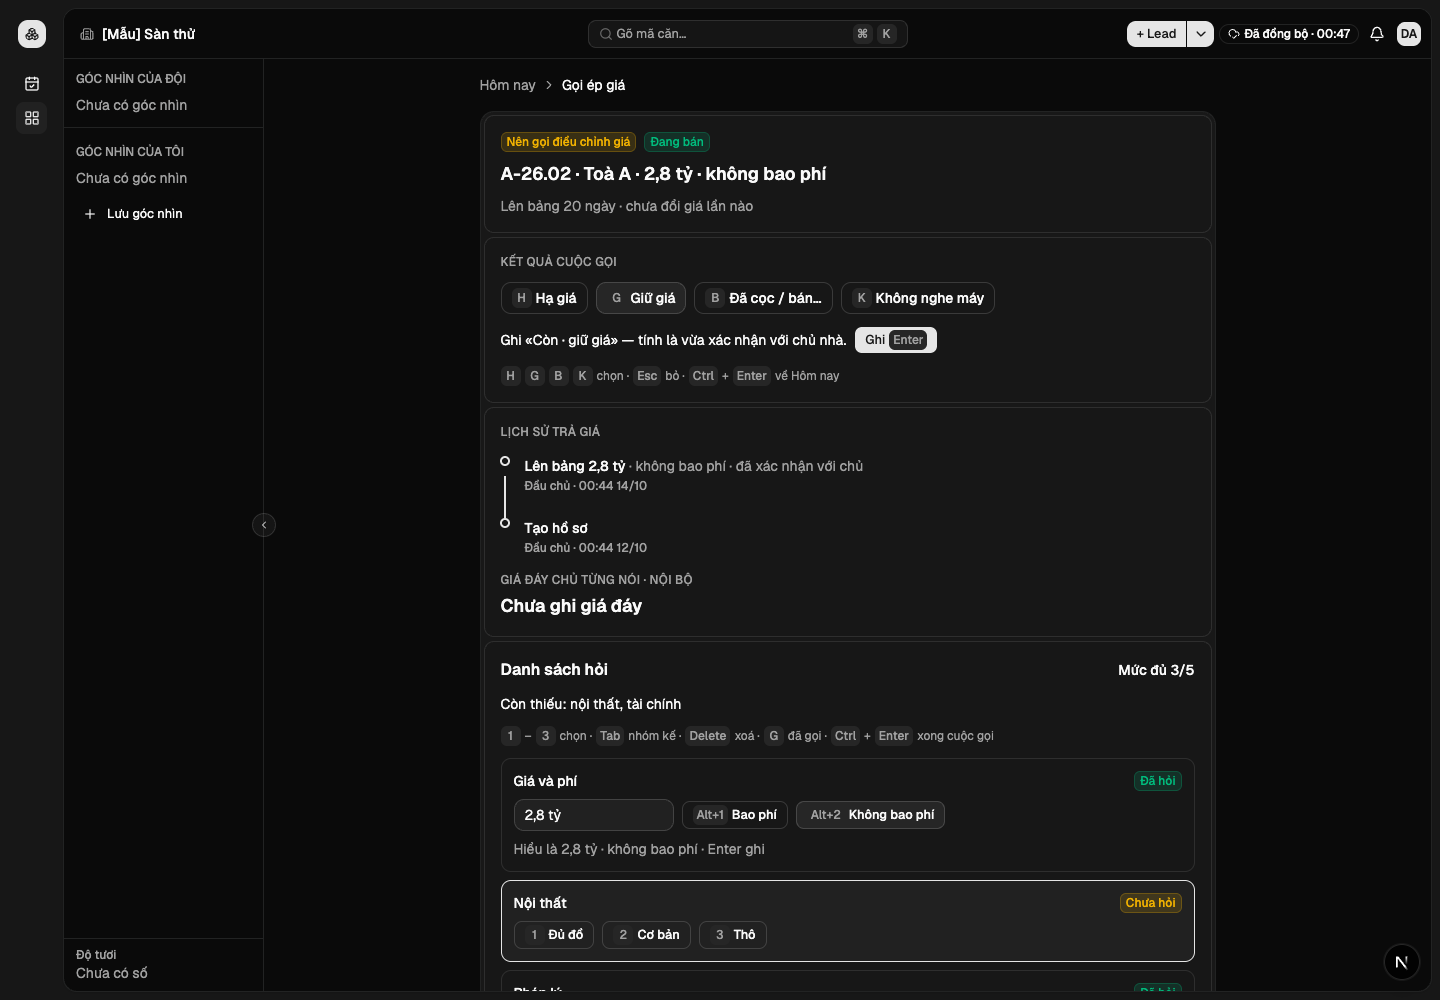 [Mẫu] Sàn thử
Gõ mã căn... ⌘ K
+ Lead
Đã đồng bộ · 00:47
DA
GÓC NHÌN CỦA ĐỘI
Chưa có góc nhìn
GÓC NHÌN CỦA TÔI
Chưa có góc nhìn
+ Lưu góc nhìn
Độ tươi
Chưa có số
Hôm nay > Gọi ép giá
Nên gọi điều chỉnh giá Đang bán
A-26.02 · Toà A · 2,8 tỷ · không bao phí
Lên bảng 20 ngày · chưa đổi giá lần nào
KẾT QUẢ CUỘC GỌI
H Hạ giá G Giữ giá B Đã cọc / bán... K Không nghe máy
Ghi «Còn · giữ giá» — tính là vừa xác nhận với chủ nhà. Ghi Enter
H G B K chọn · Esc bỏ · Ctrl + Enter về Hôm nay
LỊCH SỬ TRẢ GIÁ
Lên bảng 2,8 tỷ · không bao phí · đã xác nhận với chủ
Đầu chủ · 00:44 14/10
Tạo hồ sơ
Đầu chủ · 00:44 12/10
GIÁ ĐÁY CHỦ TỪNG NÓI · NỘI BỘ
Chưa ghi giá đáy
Danh sách hỏi Mức đủ 3/5
Còn thiếu: nội thất, tài chính
1 – 3 chọn · Tab nhóm kế · Delete xoá · G đã gọi · Ctrl + Enter xong cuộc gọi
Giá và phí Đã hỏi
2,8 tỷ Alt+1 Bao phí Alt+2 Không bao phí
Hiểu là 2,8 tỷ · không bao phí · Enter ghi
Nội thất Chưa hỏi
1 Đủ đồ 2 Cơ bản 3 Thô
Pháp lý Đã hỏi
N